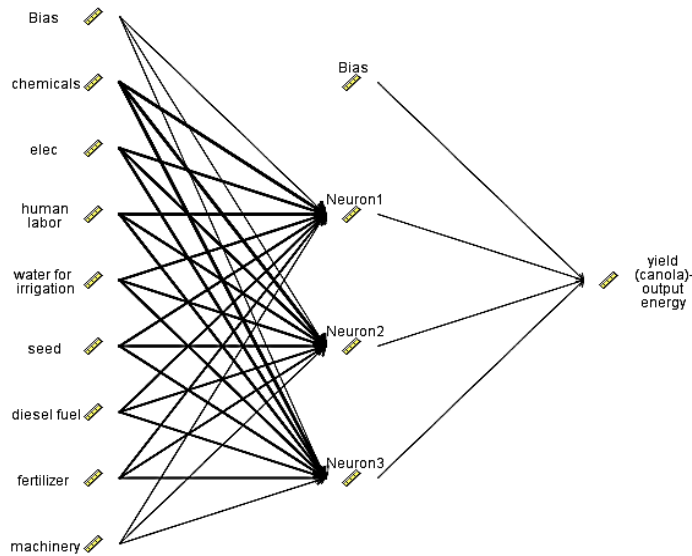 Bias
chemicals
elec
human
labor
water for
irrigation
seed
diesel fuel
fertilizer
machinery
Bias
Neuron1
Neuron2
Neuron3
yield
(canola)-
output
energy